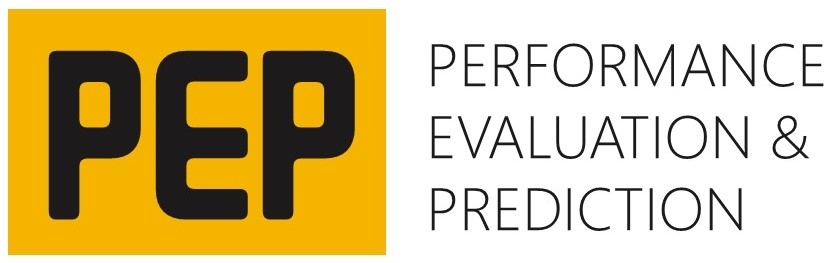 PEP
PERFORMANCE
EVALUATION &
PREDICTION